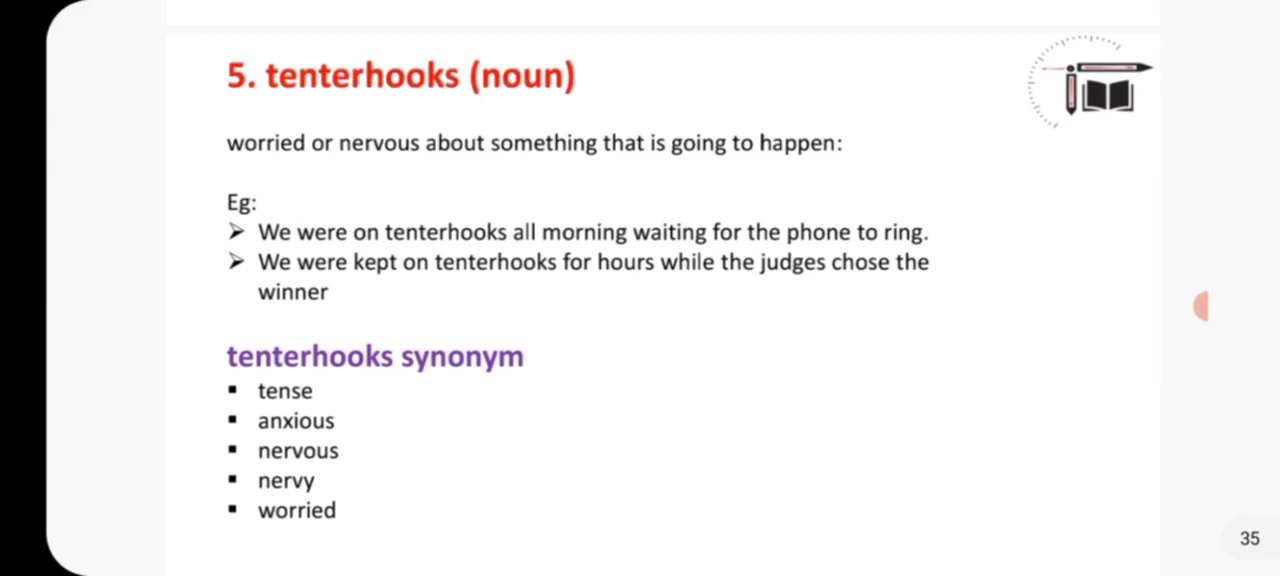 5. tenterhooks (noun)
worried or nervous about something that is going to happen:
Eg:
➢ We were on tenterhooks all morning waiting for the phone to ring.
➢ We were kept on tenterhooks for hours while the judges chose the
winner
tenterhooks synonym
▪ tense
▪ anxious
▪ nervous
▪ nervy
▪ worried
35